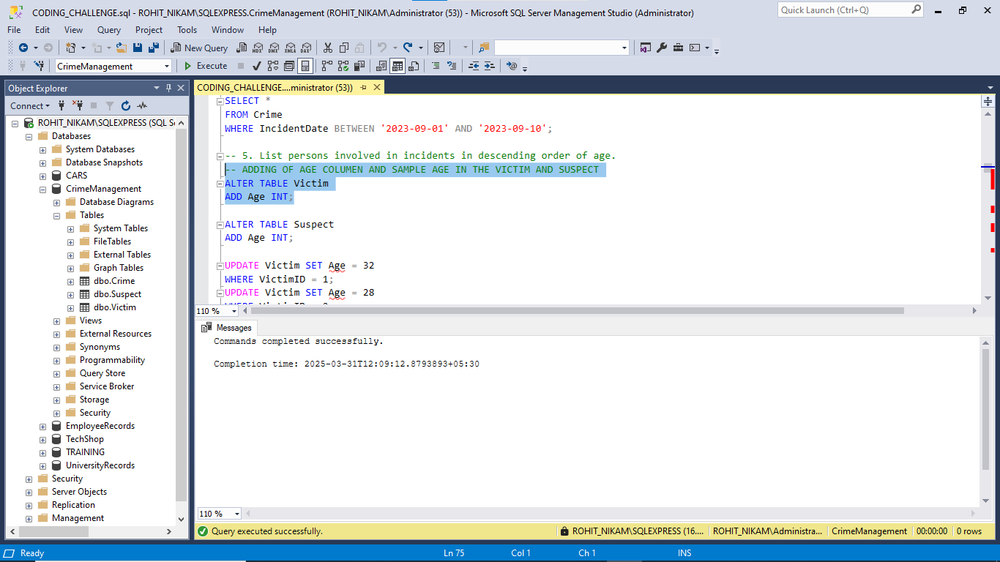 CODING_CHALLENGE.sql - ROHIT_NIKAM\SQLEXPRESS.CrimeManagement (ROHIT_NIKAM\Administrator (53)) - Microsoft SQL Server Management Studio (Administrator)
Quick Launch (Ctrl+Q)
File Edit View Query Project Tools Window Help
New Query MDX DMX XMLA DAX
CrimeManagement Execute
Object Explorer
Connect
ROHIT_NIKAM\SQLEXPRESS (SQL S
Databases
System Databases
Database Snapshots
CARS
CrimeManagement
Database Diagrams
Tables
System Tables
FileTables
External Tables
Graph Tables
dbo.Crime
dbo.Suspect
dbo.Victim
Views
External Resources
Synonyms
Programmability
Query Store
Service Broker
Storage
Security
EmployeeRecords
TechShop
TRAINING
UniversityRecords
Security
Server Objects
Replication
Management
CODING_CHALLENGE....ministrator (53))
SELECT *
FROM Crime
WHERE IncidentDate BETWEEN '2023-09-01' AND '2023-09-10';
-- 5. List persons involved in incidents in descending order of age.
-- ADDING OF AGE COLUMEN AND SAMPLE AGE IN THE VICTIM AND SUSPECT
ALTER TABLE Victim
ADD Age INT;
ALTER TABLE Suspect
ADD Age INT;
UPDATE Victim SET Age = 32
WHERE VictimID = 1;
UPDATE Victim SET Age = 28
110 %
Messages
Commands completed successfully.
Completion time: 2025-03-31T12:09:12.8793893+05:30
110 %
Query executed successfully. ROHIT_NIKAM\SQLEXPRESS (16.... ROHIT_NIKAM\Administra... CrimeManagement 00:00:00 0 rows
Ready Ln 75 Col 1 Ch 1 INS